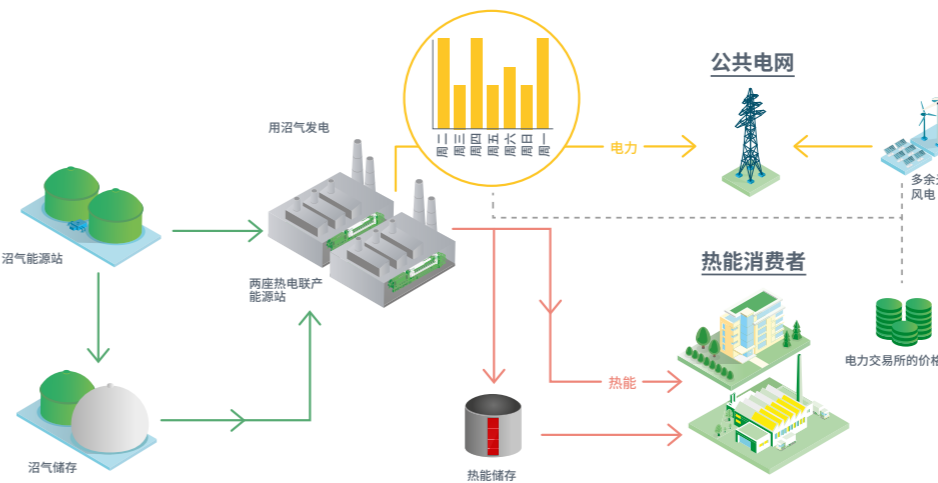 公共电网
用沼气发电
周二
周三
周四
周五
周六
周日
周一
电力
多余
风电
沼气能源站
热能消费者
两座热电联产
能源站
电力交易所的价格
热能
沼气储存
热能储存